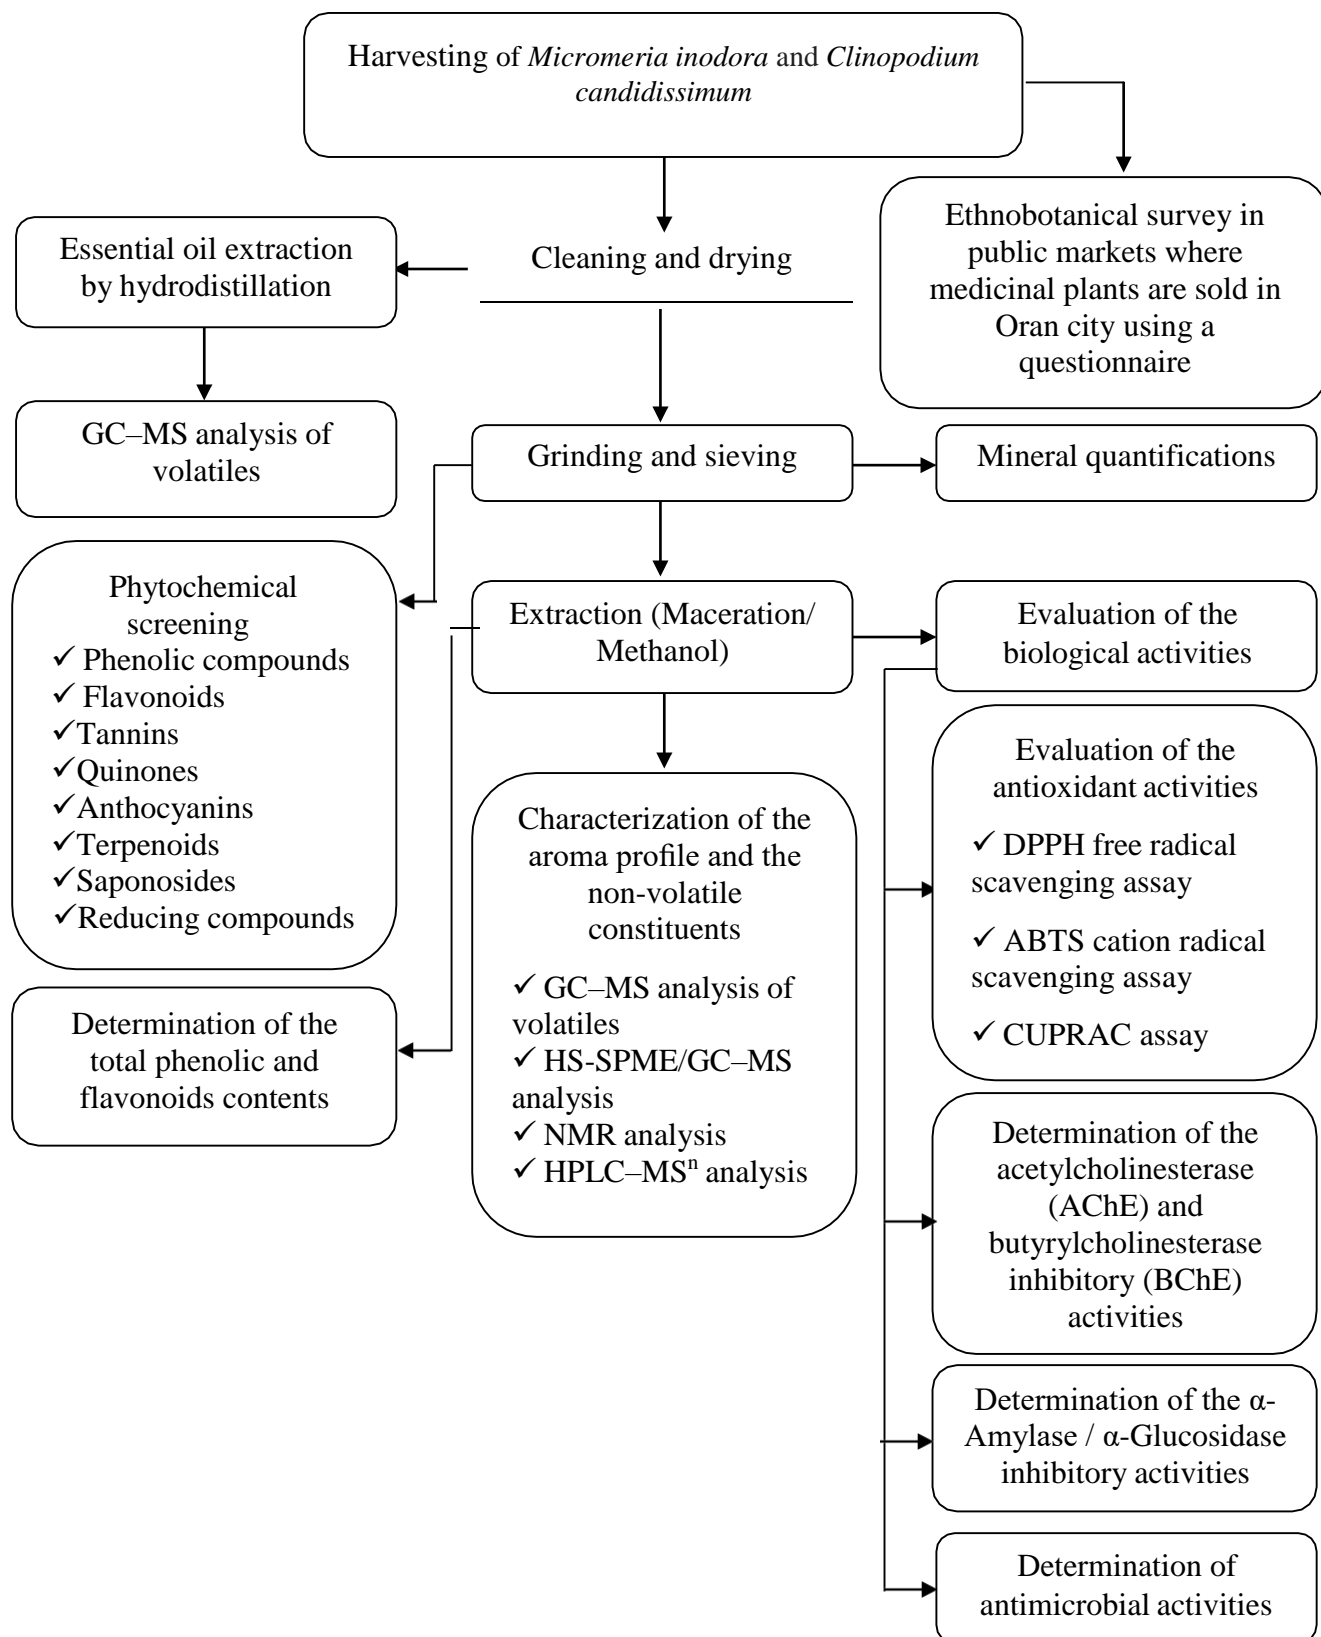 Harvesting of Micromeria inodora and Clinopodium
candidissimum
Ethnobotanical survey in
public markets where
medicinal plants are sold in
Oran city using a
questionnaire
Essential oil extraction
by hydrodistillation
Cleaning and drying
GC–MS analysis of
volatiles
Grinding and sieving
Mineral quantifications
Phytochemical
screening
✓ Phenolic compounds
✓ Flavonoids
✓Tannins
✓Quinones
✓Anthocyanins
✓Terpenoids
✓Saponosides
✓Reducing compounds
Extraction (Maceration/
Methanol)
Evaluation of the
biological activities
Determination of the
total phenolic and
flavonoids contents
Characterization of the
aroma profile and the
non-volatile
constituents
✓ GC–MS analysis of
volatiles
✓ HS-SPME/GC–MS
analysis
✓ NMR analysis
✓ HPLC–MSⁿ analysis
Evaluation of the
antioxidant activities
✓ DPPH free radical
scavenging assay
✓ ABTS cation radical
scavenging assay
✓ CUPRAC assay
Determination of the
acetylcholinesterase
(AChE) and
butyrylcholinesterase
inhibitory (BChE)
activities
Determination of the α-
Amylase / α-Glucosidase
inhibitory activities
Determination of
antimicrobial activities